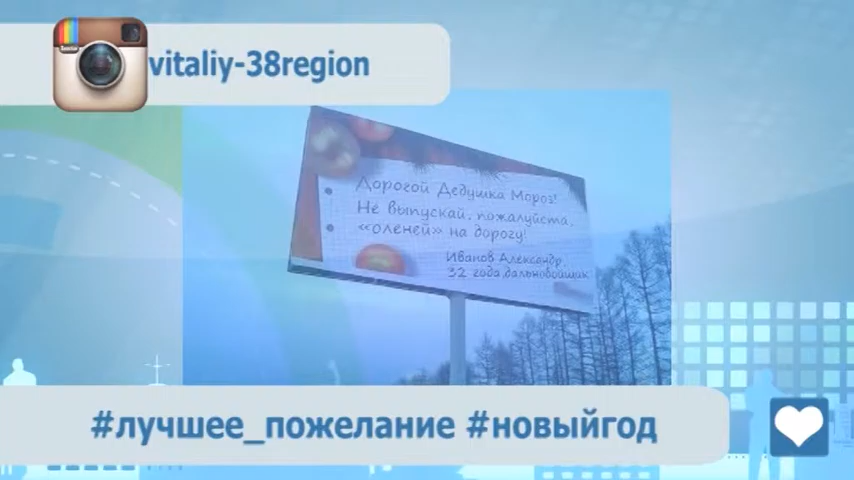 vitaliy-38region
Дорогой Дедушка Мороз!
Не выпускай, пожалуйста,
«оленей» на дорогу!
Иванов Александр,
32 года, дальнобойщик
#лучшее_пожелание #новыйгод